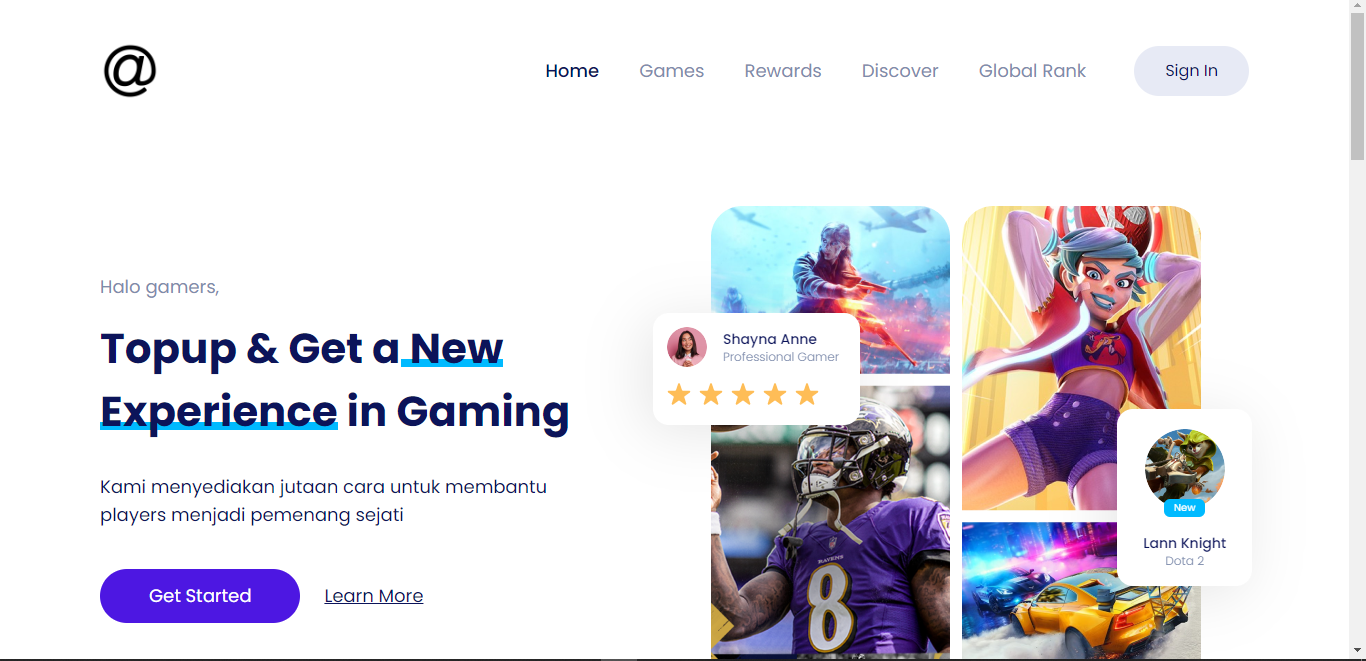 @
Home Games Rewards Discover Global Rank Sign In
Halo gamers,
Topup & Get a New
Experience in Gaming
Kami menyediakan jutaan cara untuk membantu
players menjadi pemenang sejati
Get Started Learn More
Shayna Anne
Professional Gamer
RAVENS
8
New
Lann Knight
Dota 2